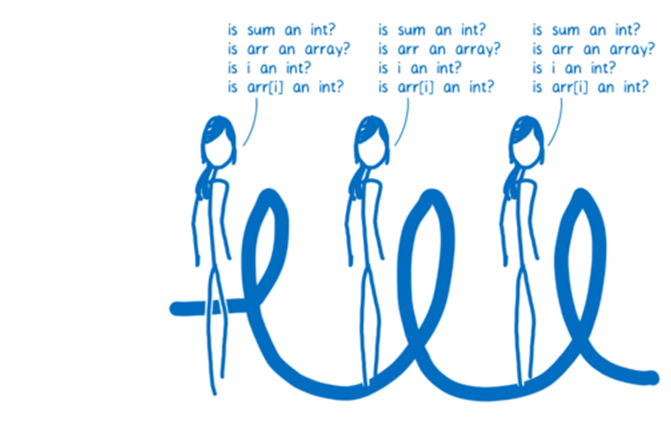 is sum an int?
is arr an array?
is i an int?
is arr[i] an int?
is sum an int?
is arr an array?
is i an int?
is arr[i] an int?
is sum an int?
is arr an array?
is i an int?
is arr[i] an int?